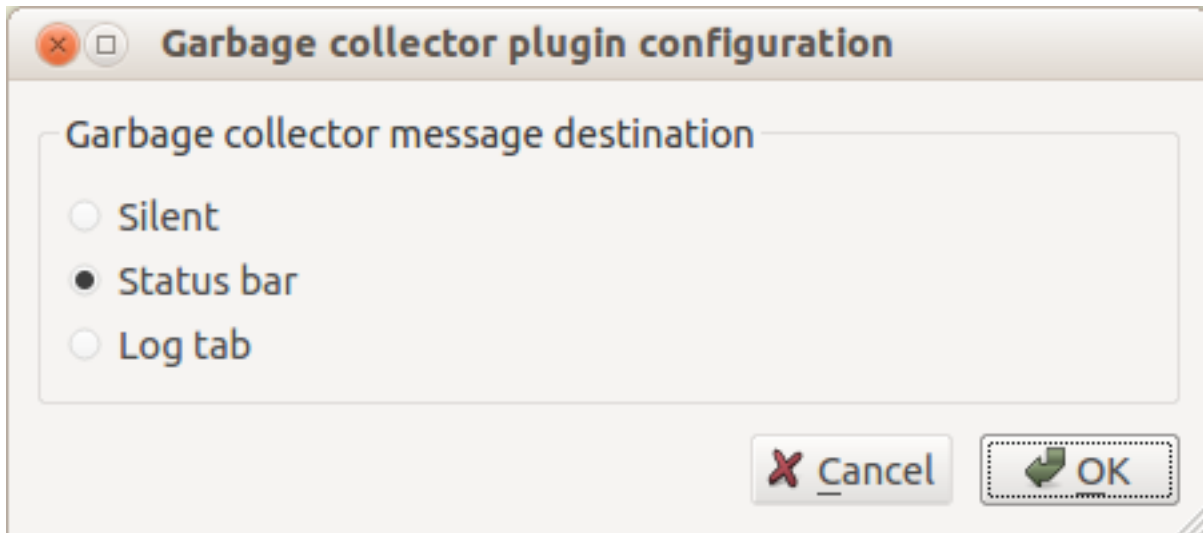 Garbage collector plugin configuration
Garbage collector message destination
Silent
Status bar
Log tab
Cancel
OK